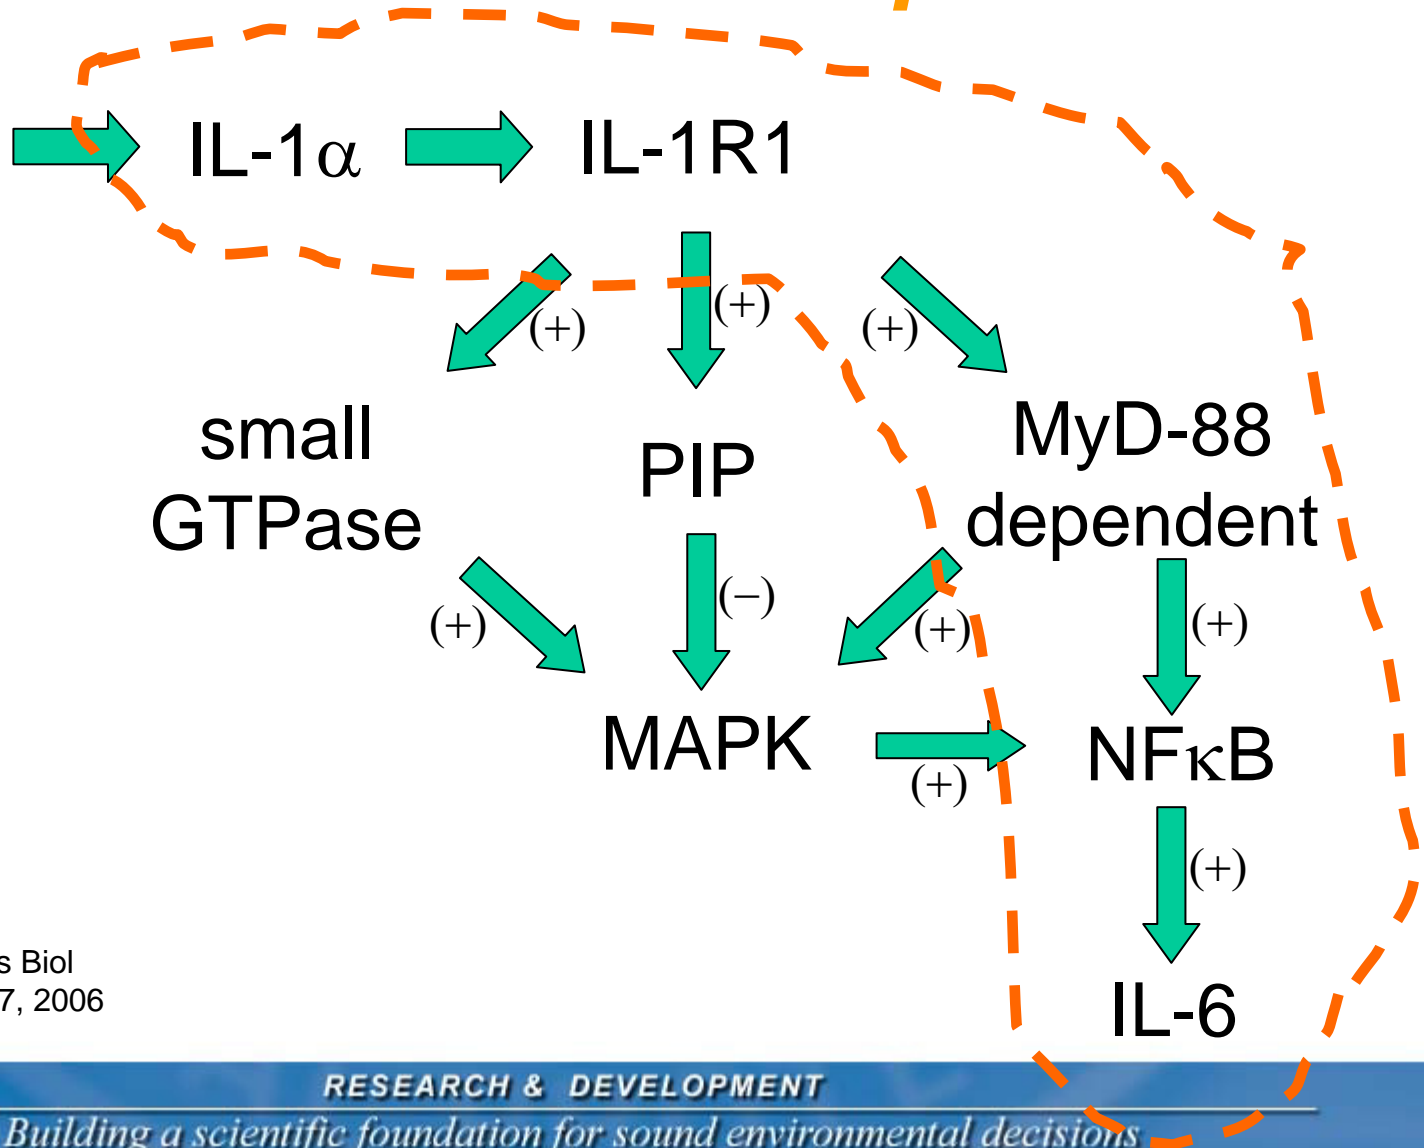 IL-1α IL-1R1
(+) (+) (+)
small
GTPase
PIP
MyD-88
dependent
(+) (−) (+) (+)
MAPK
(+)
NFκB
(+)
IL-6
s Biol
7, 2006
RESEARCH & DEVELOPMENT
Building a scientific foundation for sound environmental decisions